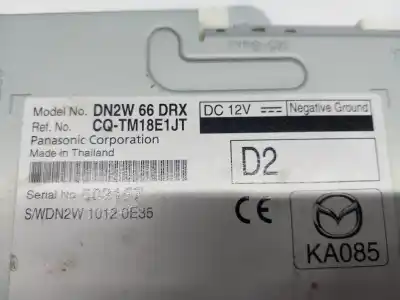 Model No. DN2W 66 DRX
Ref. No. CQ-TM18E1JT
Panasonic Corporation
Made in Thailand
DC 12V
Negative Ground
D2
Serial No
S/WDN2W 1012 0E35
CE
KA085